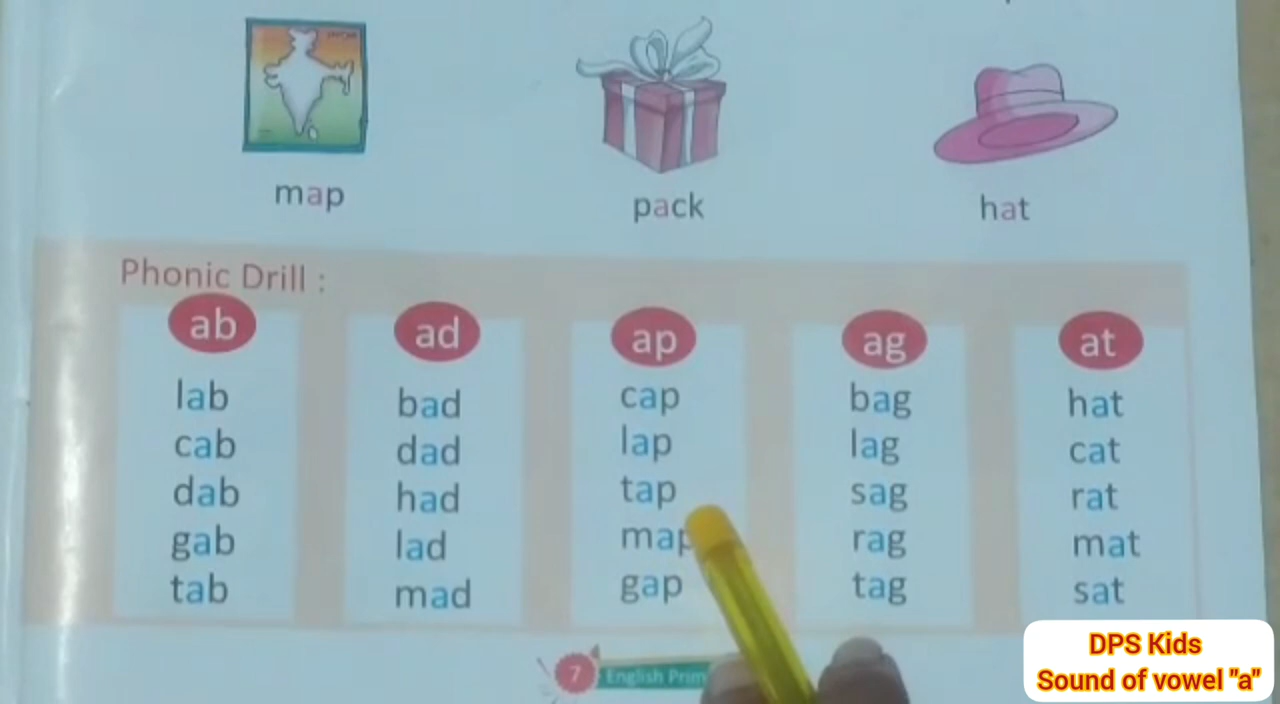 map
pack
hat
Phonic Drill :
ab
lab
cab
dab
gab
tab
ad
bad
dad
had
lad
mad
ap
cap
lap
tap
map
gap
ag
bag
lag
sag
rag
tag
at
hat
cat
rat
mat
sat
7
English
DPS Kids
Sound of vowel "a"